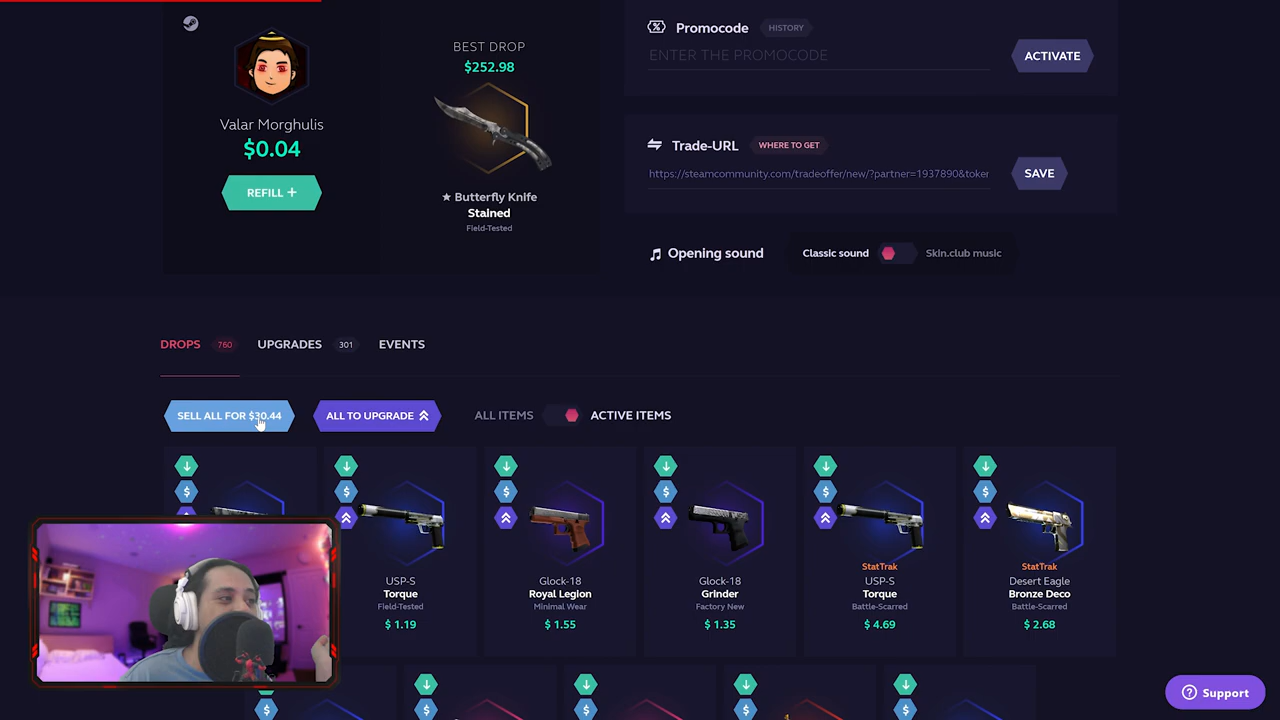 Valar Morghulis
$0.04
REFILL +
BEST DROP
$252.98
★ Butterfly Knife
Stained
Field-Tested
Promocode
HISTORY
ENTER THE PROMOCODE
ACTIVATE
Trade-URL
WHERE TO GET
https://steamcommunity.com/tradeoffer/new/?partner=1937890&token
SAVE
Opening sound
Classic sound
Skin.club music
DROPS 760
UPGRADES 301
EVENTS
SELL ALL FOR $30.44
ALL TO UPGRADE
ALL ITEMS
ACTIVE ITEMS
USP-S
Torque
Field-Tested
$ 1.19
Glock-18
Royal Legion
Minimal Wear
$ 1.55
Glock-18
Grinder
Factory New
$ 1.35
StatTrak
USP-S
Torque
Battle-Scarred
$ 4.69
StatTrak
Desert Eagle
Bronze Deco
Battle-Scarred
$ 2.68
Support